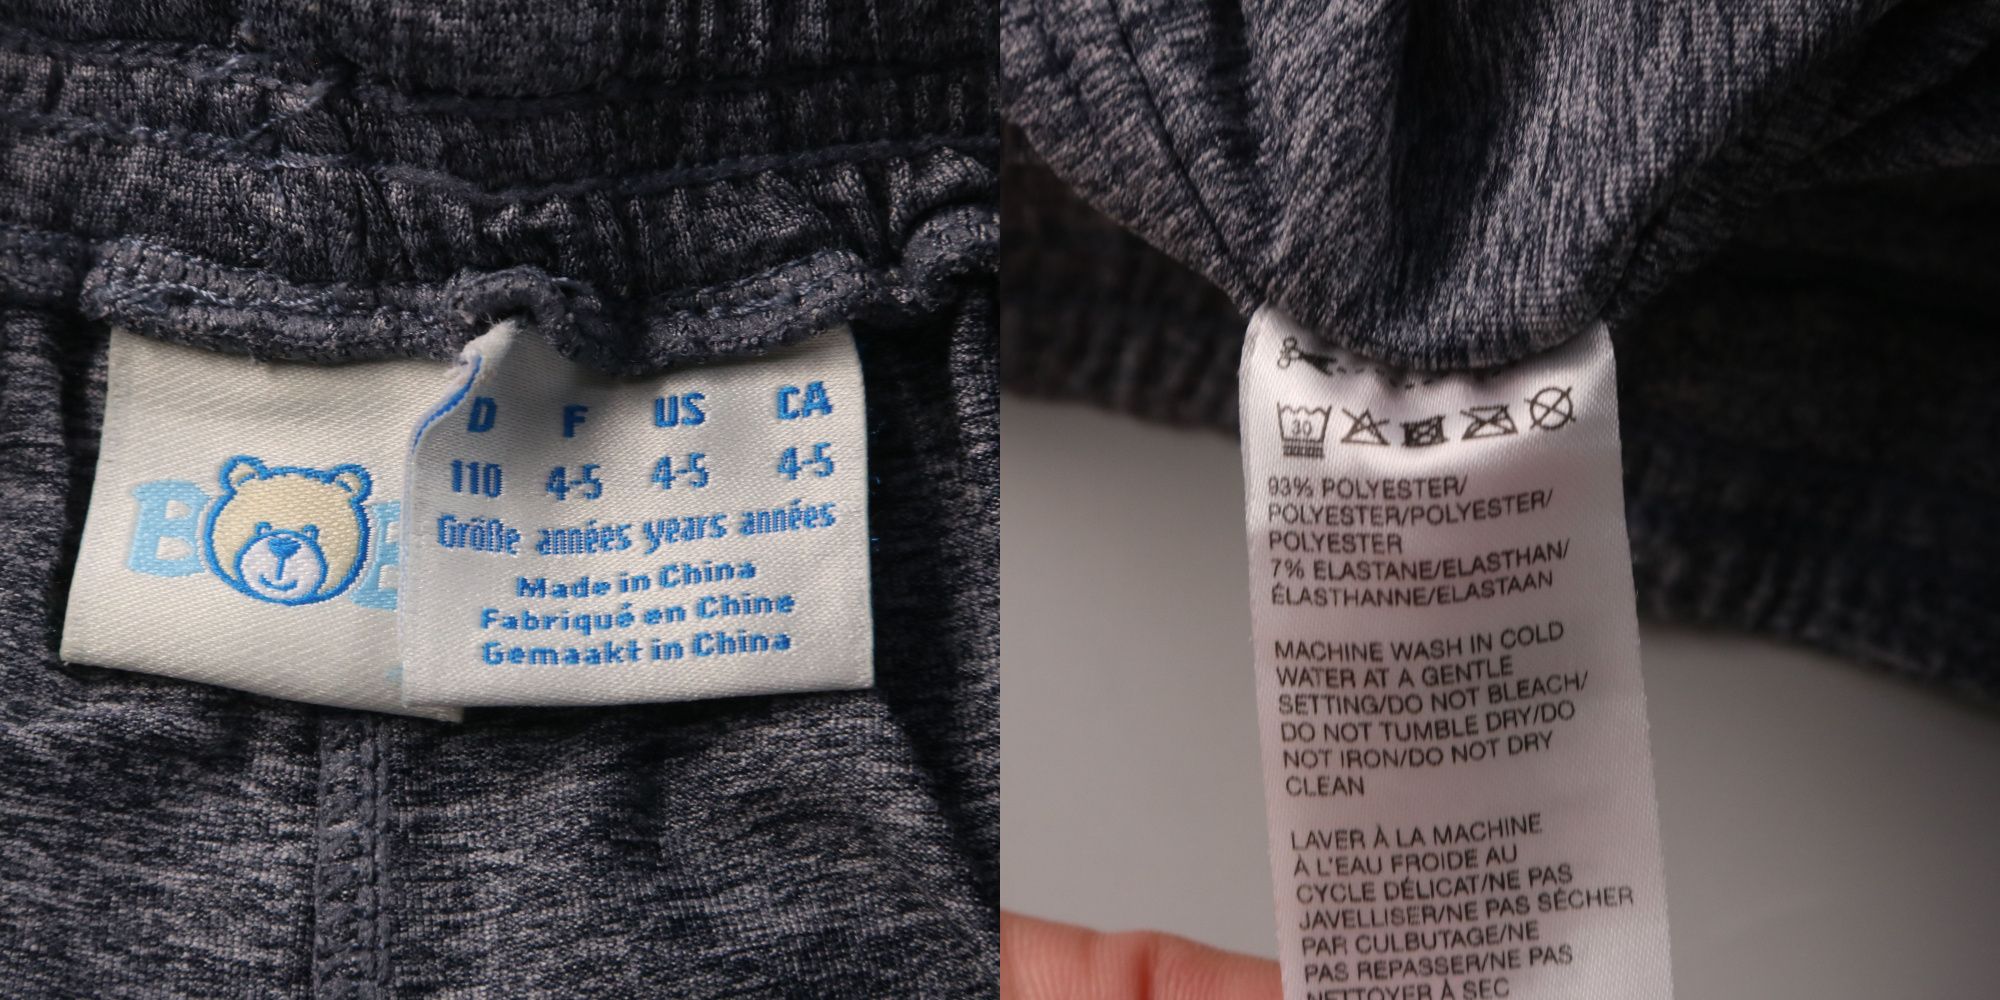 D F US CA
110 4-5 4-5 4-5
Größe années years années
Made in China
Fabriqué en Chine
Gemaakt in China
30
93% POLYESTER/
POLYESTER/POLYESTER/
POLYESTER
7% ELASTANE/ELASTHAN/
ÉLASTHANNE/ELASTAAN
MACHINE WASH IN COLD
WATER AT A GENTLE
SETTING/DO NOT BLEACH/
DO NOT TUMBLE DRY/DO
NOT IRON/DO NOT DRY
CLEAN
LAVER À LA MACHINE
À L'EAU FROIDE AU
CYCLE DÉLICAT/NE PAS
JAVELLISER/NE PAS SÉCHER
PAR CULBUTAGE/NE
PAS REPASSER/NE PAS
NETTOYER À SEC